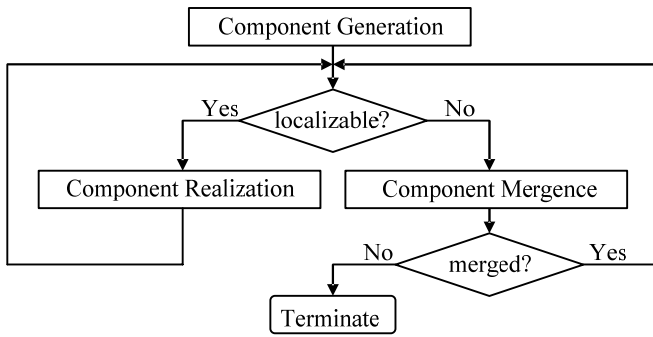 Component Generation
Yes
localizable?
No
Component Realization
Component Mergence
No
merged?
Yes
Terminate